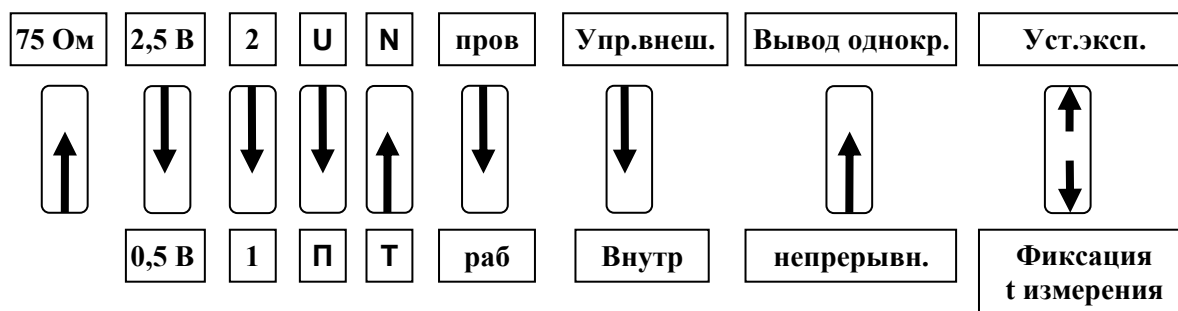 75 Ом 2,5 В 2 U N пров Упр.внеш. Вывод однокр. Уст.эксп.
0,5 В 1 П Т раб Внутр непрерывн. Фиксация
t измерения